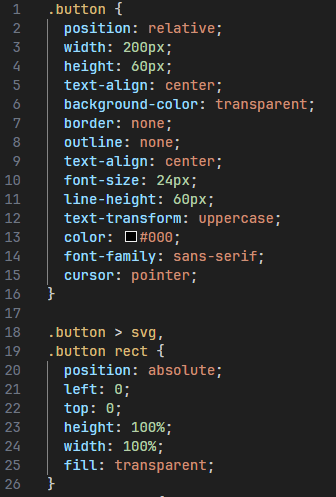 1 .button {
2 position: relative;
3 width: 200px;
4 height: 60px;
5 text-align: center;
6 background-color: transparent;
7 border: none;
8 outline: none;
9 text-align: center;
10 font-size: 24px;
11 line-height: 60px;
12 text-transform: uppercase;
13 color: #000;
14 font-family: sans-serif;
15 cursor: pointer;
16 }
17
18 .button > svg,
19 .button rect {
20 position: absolute;
21 left: 0;
22 top: 0;
23 height: 100%;
24 width: 100%;
25 fill: transparent;
26 }